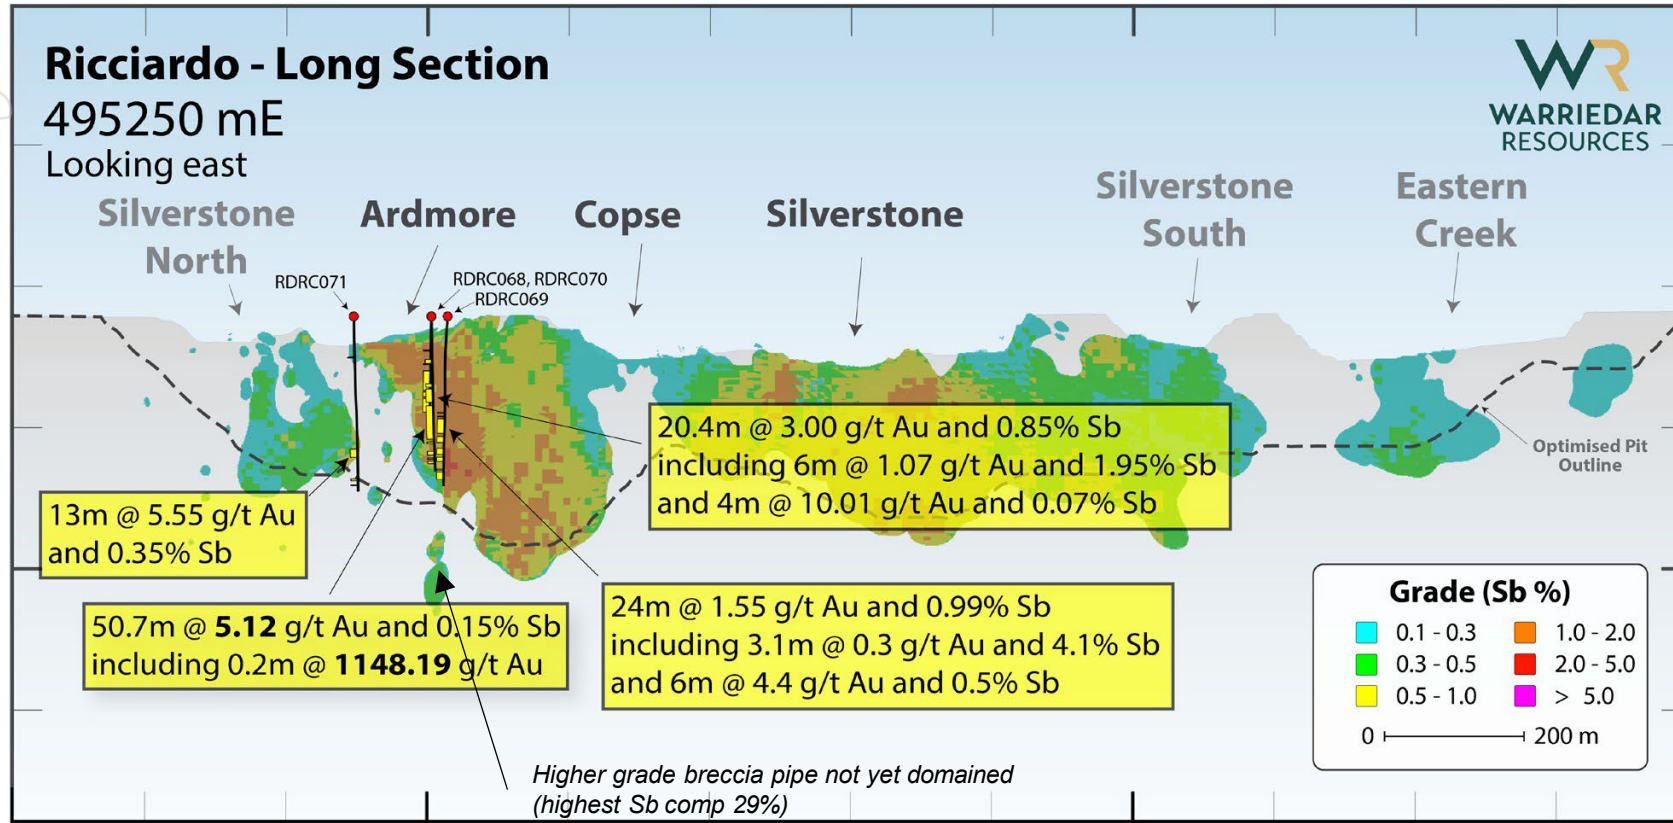 Ricciardo - Long Section
495250 mE
Looking east
WR
WARRIEDAR
RESOURCES
Silverstone
North
Ardmore
Copse
Silverstone
Silverstone
South
Eastern
Creek
RDRC071
RDRC068, RDRC070
RDRC069
20.4m @ 3.00 g/t Au and 0.85% Sb
including 6m @ 1.07 g/t Au and 1.95% Sb
and 4m @ 10.01 g/t Au and 0.07% Sb
Optimised Pit
Outline
13m @ 5.55 g/t Au
and 0.35% Sb
50.7m @ 5.12 g/t Au and 0.15% Sb
including 0.2m @ 1148.19 g/t Au
24m @ 1.55 g/t Au and 0.99% Sb
including 3.1m @ 0.3 g/t Au and 4.1% Sb
and 6m @ 4.4 g/t Au and 0.5% Sb
Grade (Sb %)
0.1 - 0.3
1.0 - 2.0
0.3 - 0.5
2.0 - 5.0
0.5 - 1.0
> 5.0
0
200 m
Higher grade breccia pipe not yet domained
(highest Sb comp 29%)